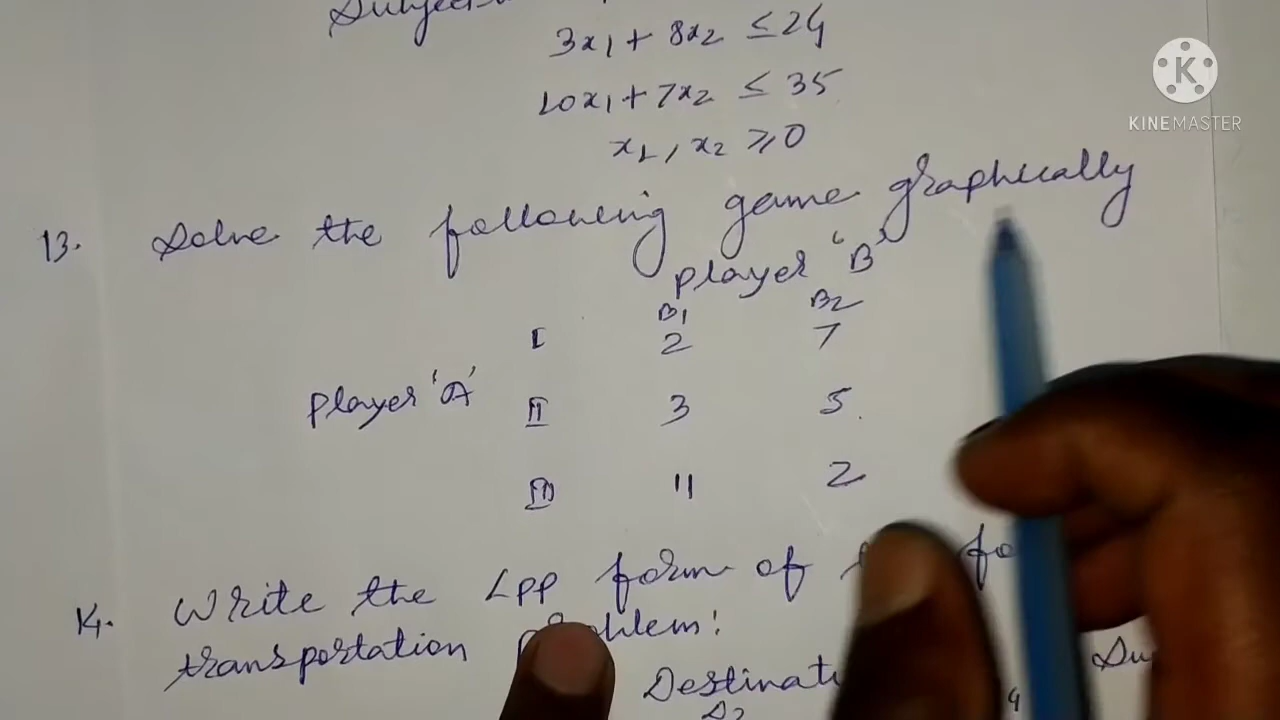 3x1 + 8x2 ≤ 24
10x1 + 7x2 ≤ 35
x1, x2 ≥ 0
KINEMASTER
13. Solve the following game graphically
player 'B'
B1 B2
I 2 7
player 'A' II 3 5
III 11 2
14. Write the LPP form of
transportation problem: